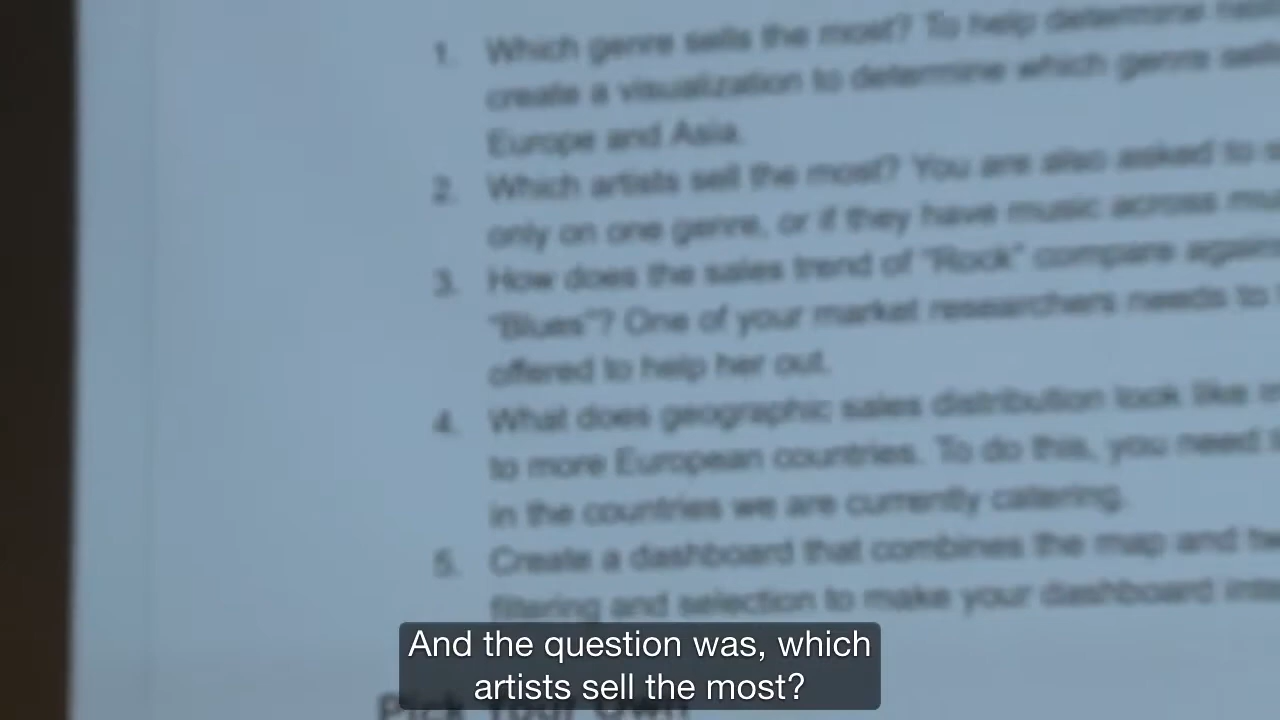 1. Which genre sells the most? To help determine
create a visualization to determine which genre sells
Europe and Asia.
2. Which artists sell the most? You are also asked to
only on one genre, or if they have music across
3. How does the sales trend of "Rock" compare against
"Blues"? One of your market researchers needs to
offered to help her out.
4. What does geographic sales distribution look like
to more European countries. To do this, you need
in the countries we are currently catering.
5. Create a dashboard that combines the map and
filtering and selection to make your dashboard
And the question was, which
artists sell the most?
Pick Your Own